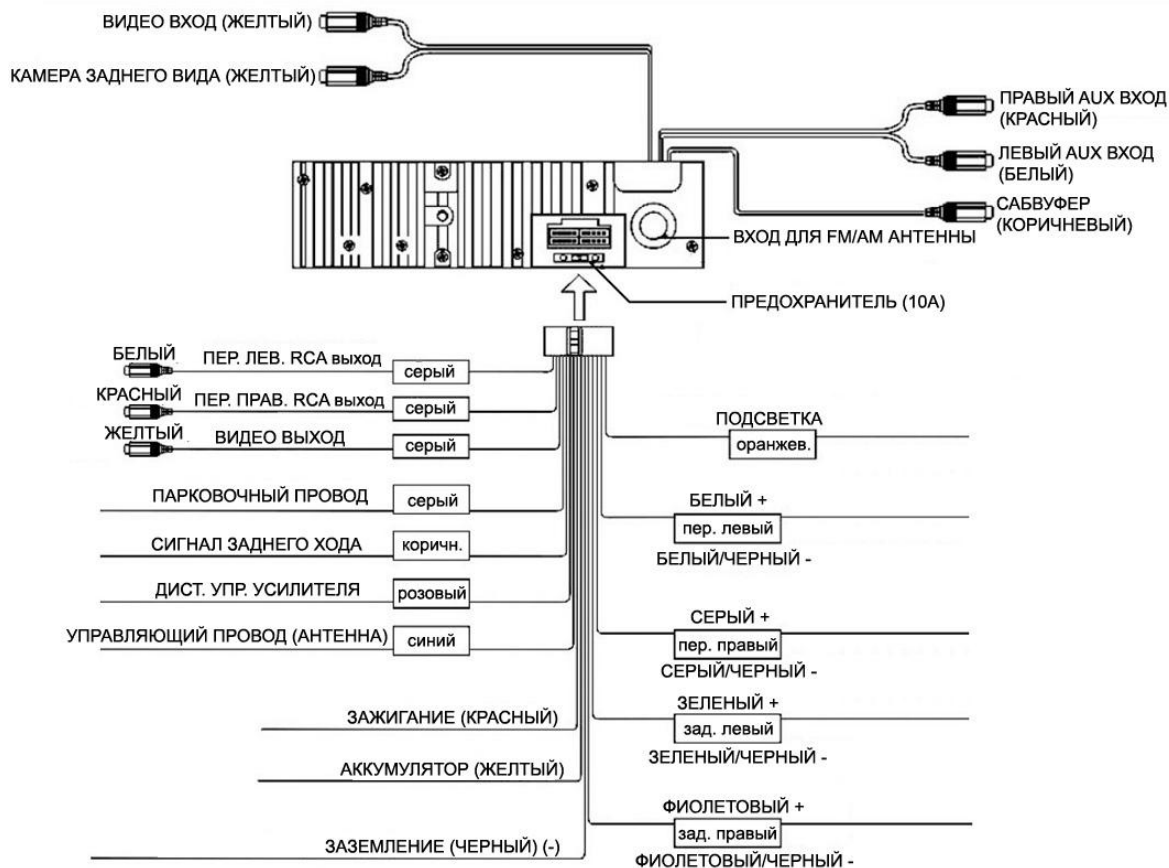 ВИДЕО ВХОД (ЖЕЛТЫЙ)
КАМЕРА ЗАДНЕГО ВИДА (ЖЕЛТЫЙ)
ПРАВЫЙ AUX ВХОД
(КРАСНЫЙ)
ЛЕВЫЙ AUX ВХОД
(БЕЛЫЙ)
САБВУФЕР
(КОРИЧНЕВЫЙ)
ВХОД ДЛЯ FM/AM АНТЕННЫ
ПРЕДОХРАНИТЕЛЬ (10А)
БЕЛЫЙ
ПЕР. ЛЕВ. RCA выход
серый
КРАСНЫЙ
ПЕР. ПРАВ. RCA выход
серый
ЖЕЛТЫЙ
ВИДЕО ВЫХОД
серый
ПАРКОВОЧНЫЙ ПРОВОД
серый
СИГНАЛ ЗАДНЕГО ХОДА
коричн.
ДИСТ. УПР. УСИЛИТЕЛЯ
розовый
УПРАВЛЯЮЩИЙ ПРОВОД (АНТЕННА)
синий
ЗАЖИГАНИЕ (КРАСНЫЙ)
АККУМУЛЯТОР (ЖЕЛТЫЙ)
ЗАЗЕМЛЕНИЕ (ЧЕРНЫЙ) (-)
ПОДСВЕТКА
оранжев.
БЕЛЫЙ +
пер. левый
БЕЛЫЙ/ЧЕРНЫЙ -
СЕРЫЙ +
пер. правый
СЕРЫЙ/ЧЕРНЫЙ -
ЗЕЛЕНЫЙ +
зад. левый
ЗЕЛЕНЫЙ/ЧЕРНЫЙ -
ФИОЛЕТОВЫЙ +
зад. правый
ФИОЛЕТОВЫЙ/ЧЕРНЫЙ -